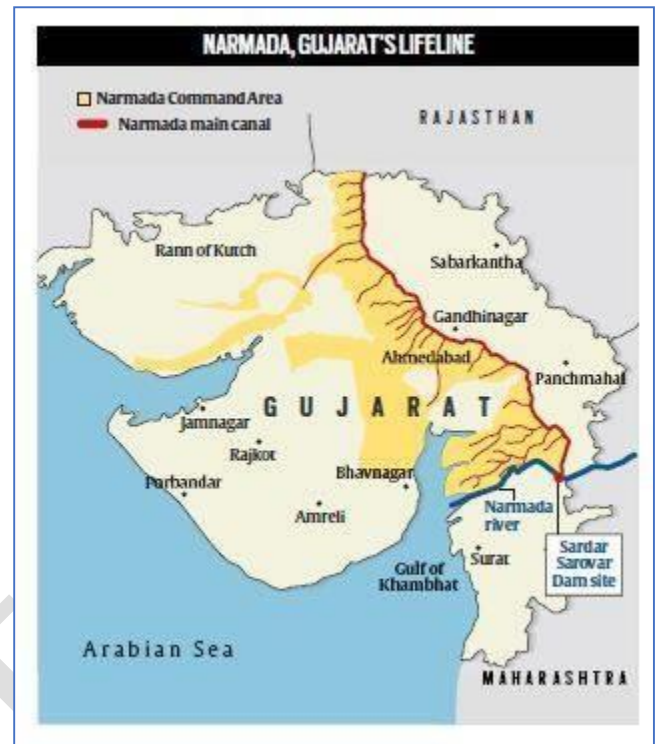 NARMADA, GUJARAT'S LIFELINE
Narmada Command Area
Narmada main canal
RAJASTHAN
Rann of Kutch
Sabarkantha
Gandhinagar
Ahmedabad
Panchmahal
GUJARAT
Jamnagar
Rajkot
Porbandar
Bhavnagar
Amreli
Narmada
river
Surat
Sardar
Sarovar
Dam site
Gulf of
Khambhat
Arabian Sea
MAHARASHTRA